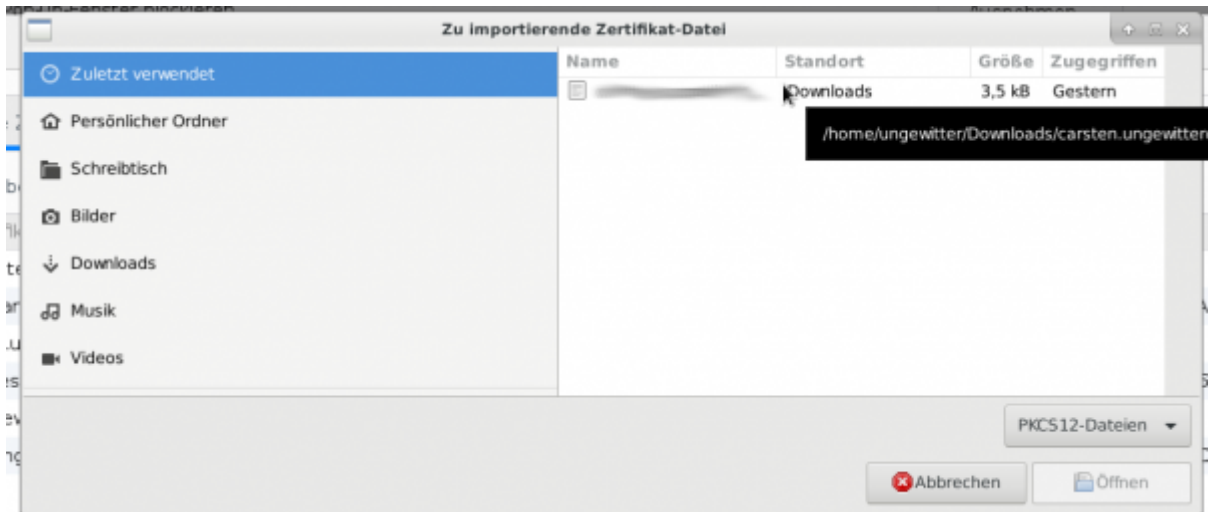 Zu importierende Zertifikat-Datei
Zuletzt verwendet
Persönlicher Ordner
Schreibtisch
Bilder
Downloads
Musik
Videos
Name Standort Größe Zugegriffen
Downloads 3,5 kB Gestern
/home/ungewitter/Downloads/carsten.ungewitter
PKCS12-Dateien
Abbrechen
Öffnen